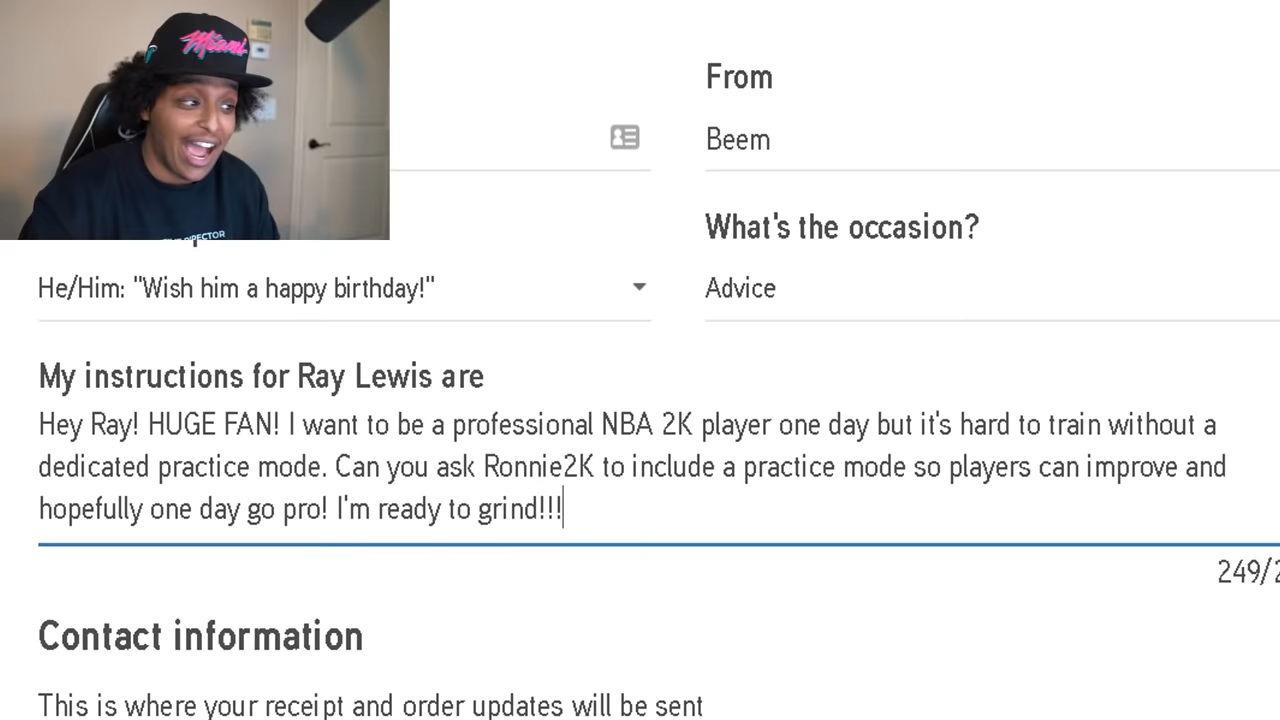 Miami
From
Beem
What's the occasion?
He/Him: "Wish him a happy birthday!"
Advice
My instructions for Ray Lewis are
Hey Ray! HUGE FAN! I want to be a professional NBA 2K player one day but it's hard to train without a
dedicated practice mode. Can you ask Ronnie2K to include a practice mode so players can improve and
hopefully one day go pro! I'm ready to grind!!!
249/2
Contact information
This is where your receipt and order updates will be sent